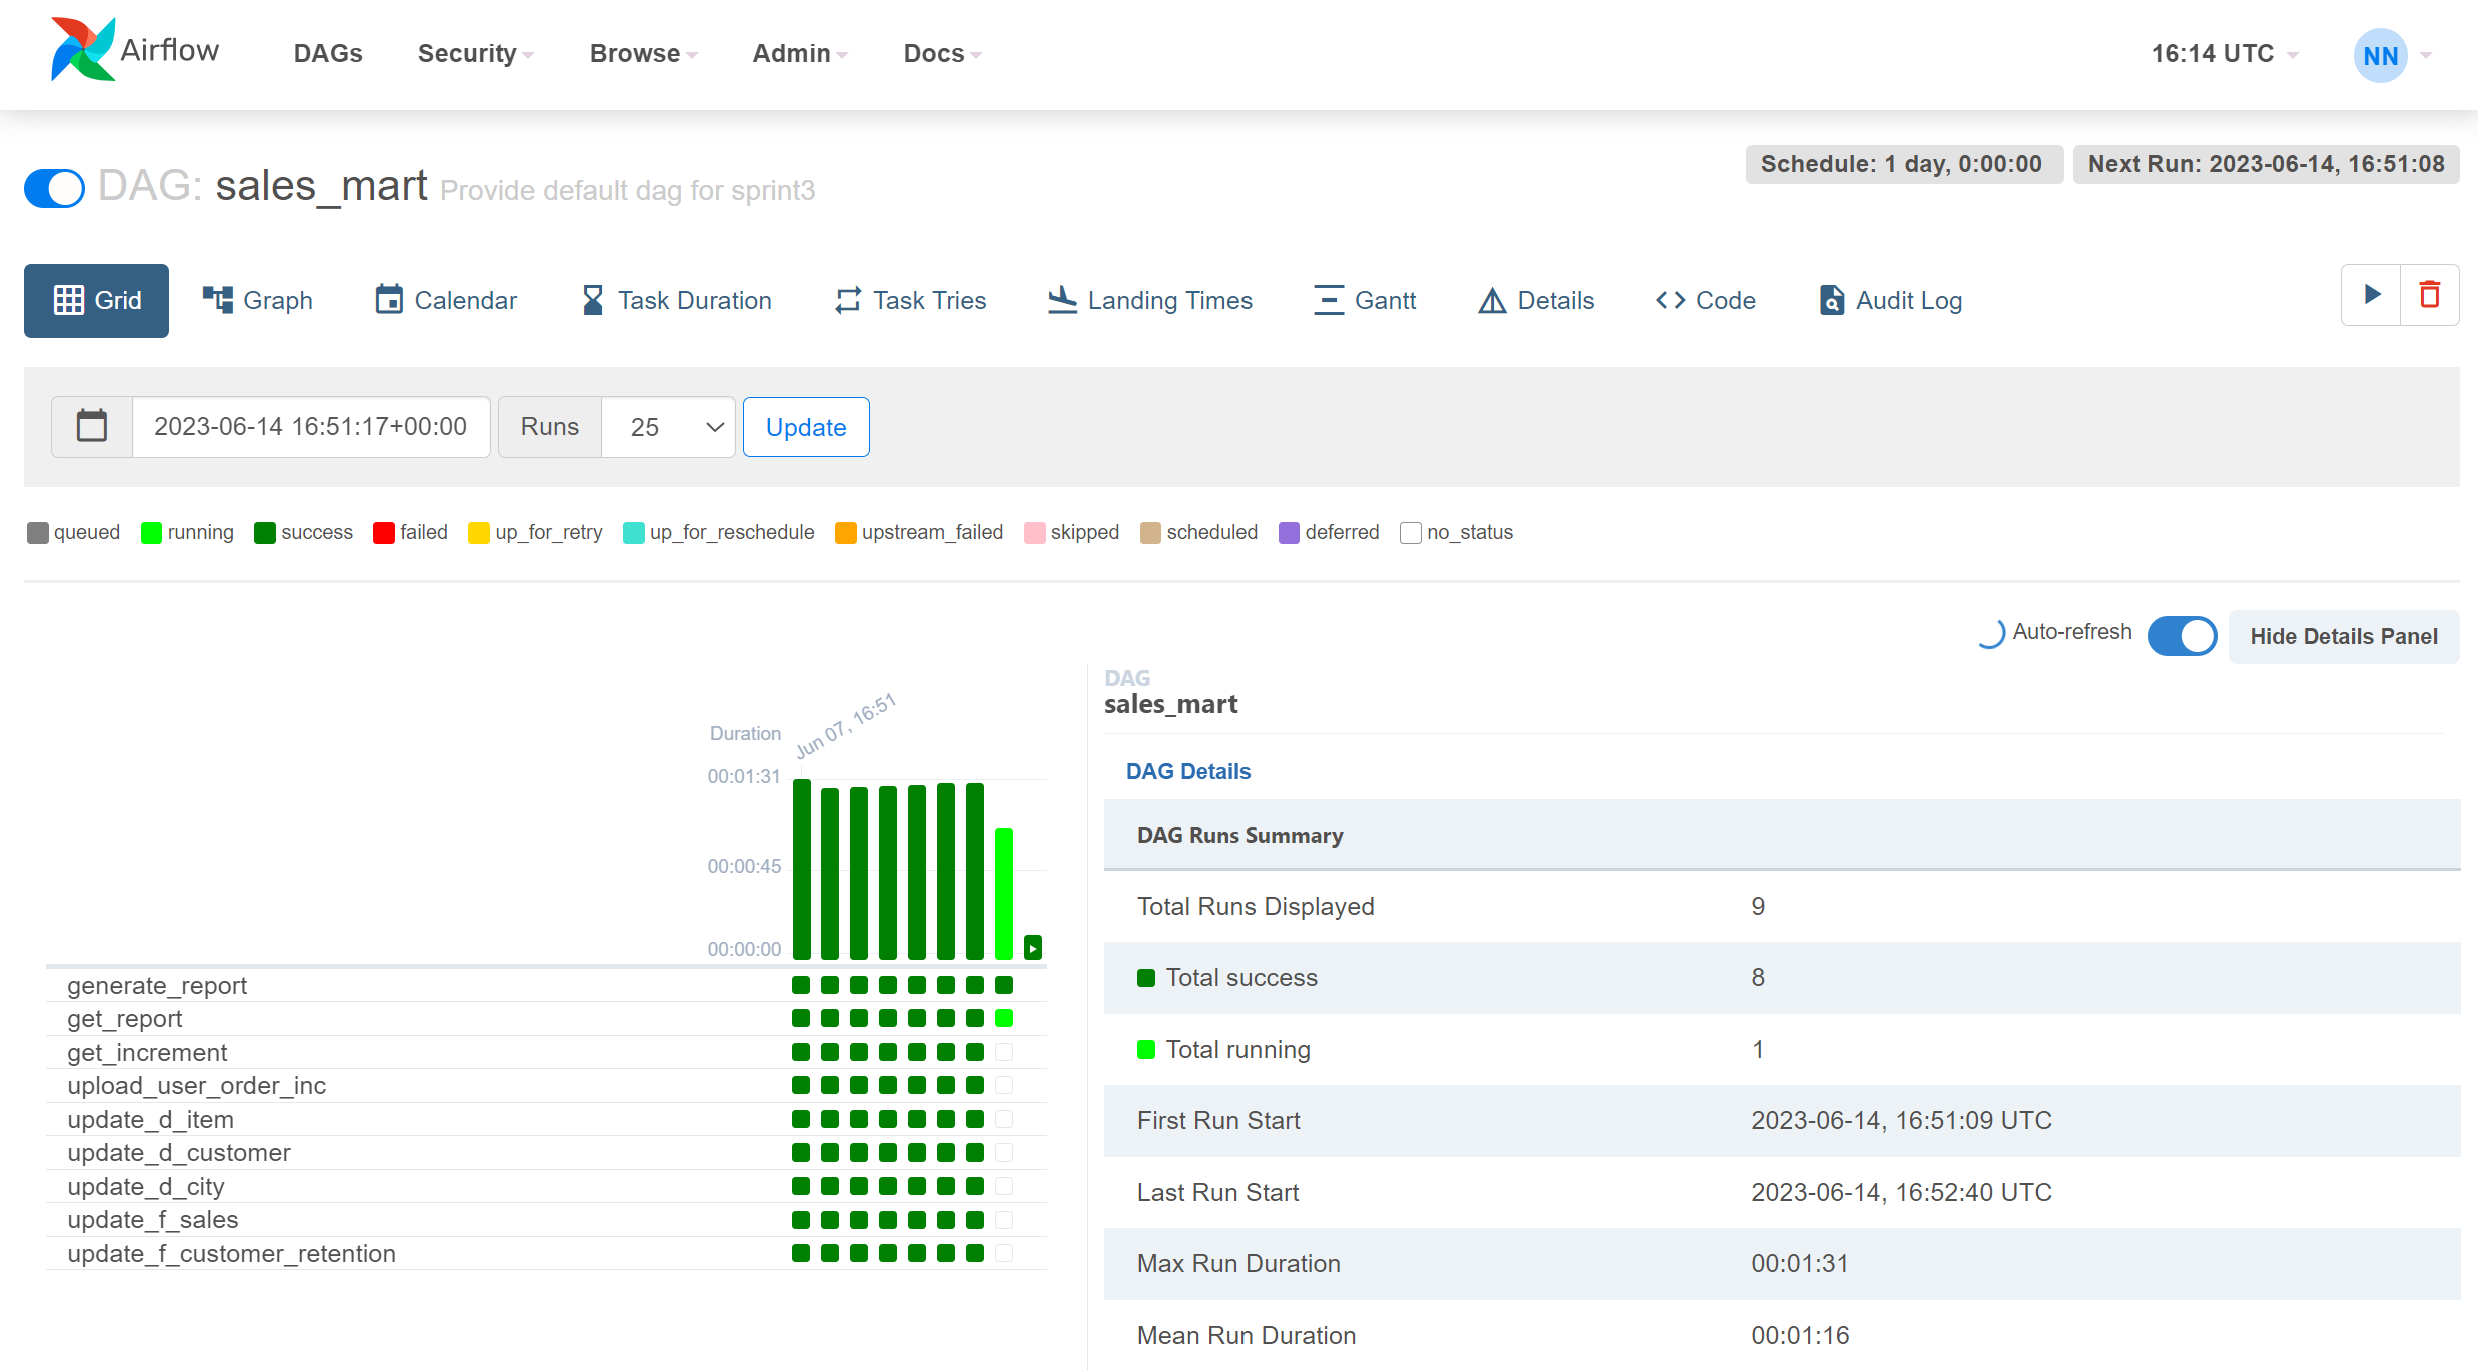 Airflow DAGs Security Browse Admin Docs 16:14 UTC NN
DAG: sales_mart Provide default dag for sprint3
Schedule: 1 day, 0:00:00 Next Run: 2023-06-14, 16:51:08
Grid Graph Calendar Task Duration Task Tries Landing Times Gantt Details Code Audit Log
2023-06-14 16:51:17+00:00 Runs 25 Update
queued running success failed up_for_retry up_for_reschedule upstream_failed skipped scheduled deferred no_status
Auto-refresh Hide Details Panel
Duration
Jun 07, 16:51
00:01:31
00:00:45
00:00:00
generate_report
get_report
get_increment
upload_user_order_inc
update_d_item
update_d_customer
update_d_city
update_f_sales
update_f_customer_retention
DAG
sales_mart
DAG Details
DAG Runs Summary
Total Runs Displayed 9
Total success 8
Total running 1
First Run Start 2023-06-14, 16:51:09 UTC
Last Run Start 2023-06-14, 16:52:40 UTC
Max Run Duration 00:01:31
Mean Run Duration 00:01:16